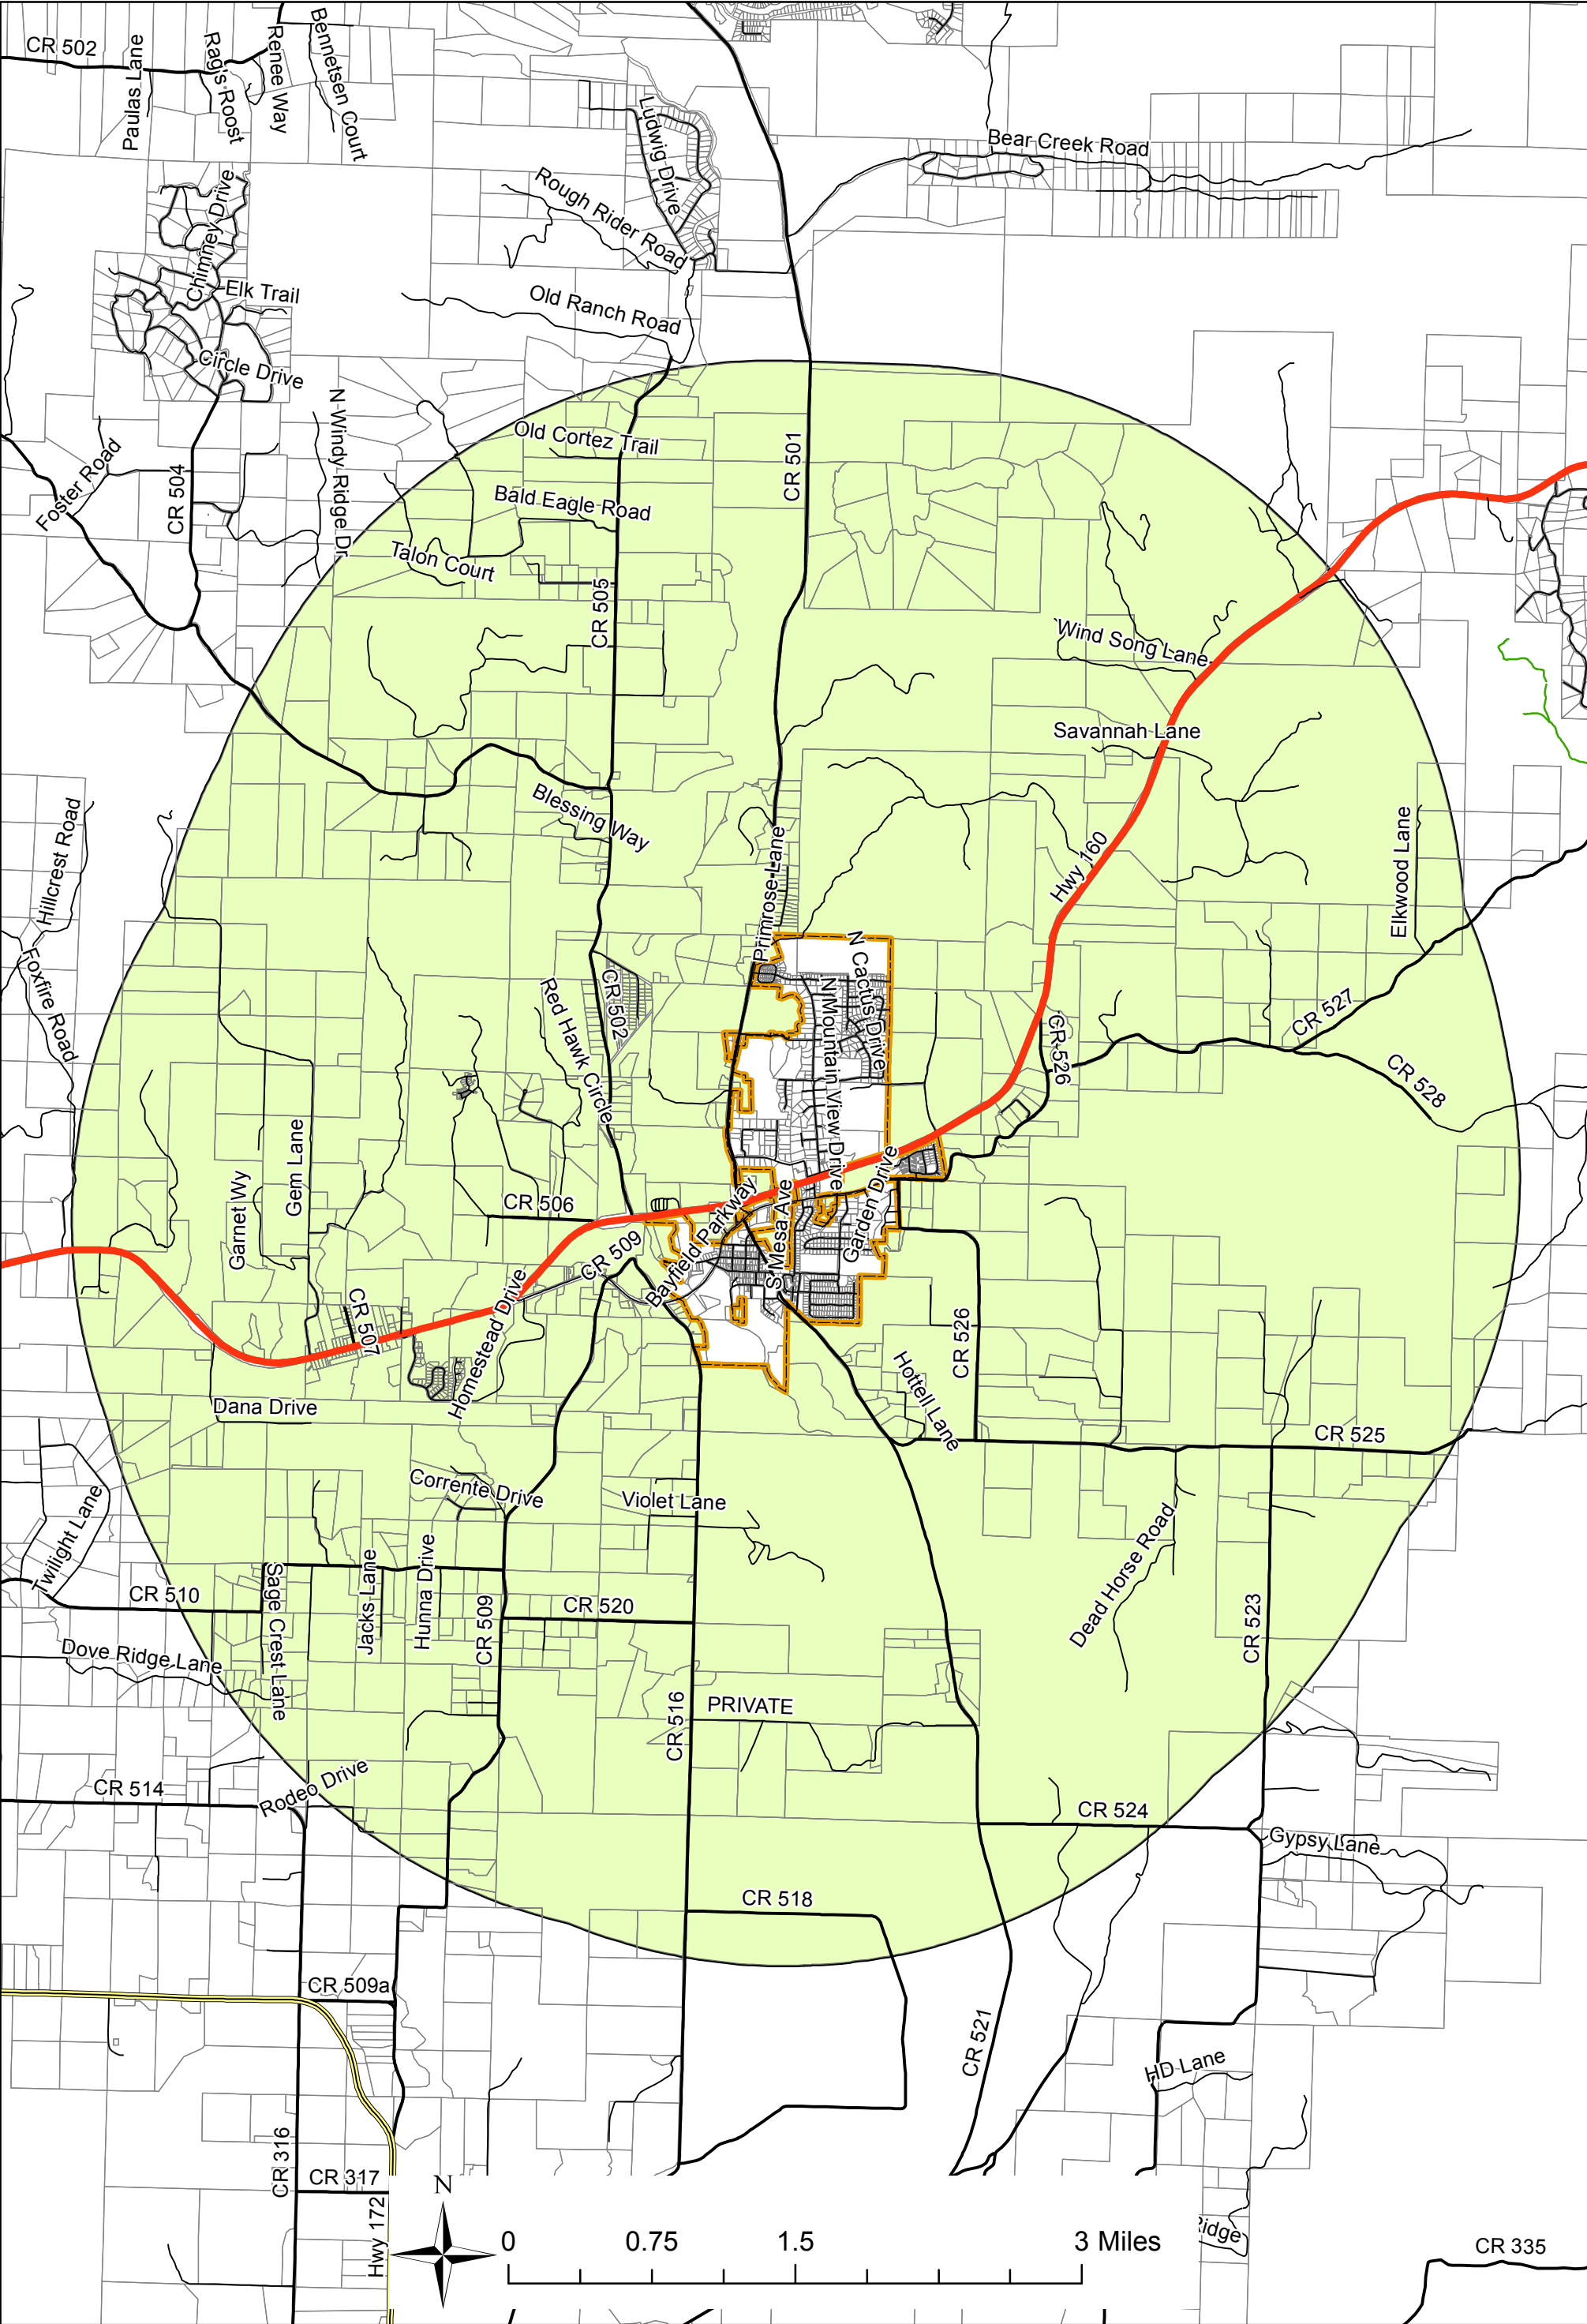 CR 502
Paulas Lane
Rag's Roost
Renee Way
Bennetsen Court
Ludwig Drive
Bear Creek Road
Rough Rider Road
Chimney Drive
Elk Trail
Old Ranch Road
Circle Drive
N Windy Ridge Dr
Old Cortez Trail
CR 501
Foster Road
CR 504
Bald Eagle Road
Talon Court
CR 505
Wind Song Lane
Savannah Lane
Blessing Way
Hillcrest Road
Primrose Lane
Hwy 160
Elkwood Lane
Foxfire Road
Red Hawk Circle
CR 502
N Cactus Drive
N Mountain View Drive
CR 526
CR 527
CR 528
Gem Lane
Garnet Wy
CR 506
CR 509
Bayfield Parkway
S Mesa Ave
Garden Drive
CR 507
Homestead Drive
CR 526
Hottell Lane
Dana Drive
CR 525
Corrente Drive
Violet Lane
Twilight Lane
Dead Horse Road
CR 510
Sage Crest Lane
Jacks Lane
Hunna Drive
CR 509
CR 520
CR 523
Dove Ridge Lane
CR 516
PRIVATE
CR 514
Rodeo Drive
CR 524
Gypsy Lane
CR 518
CR 509a
CR 521
HD Lane
CR 316
CR 317
Hwy 172
N
0 0.75 1.5 3 Miles
Ridge
CR 335